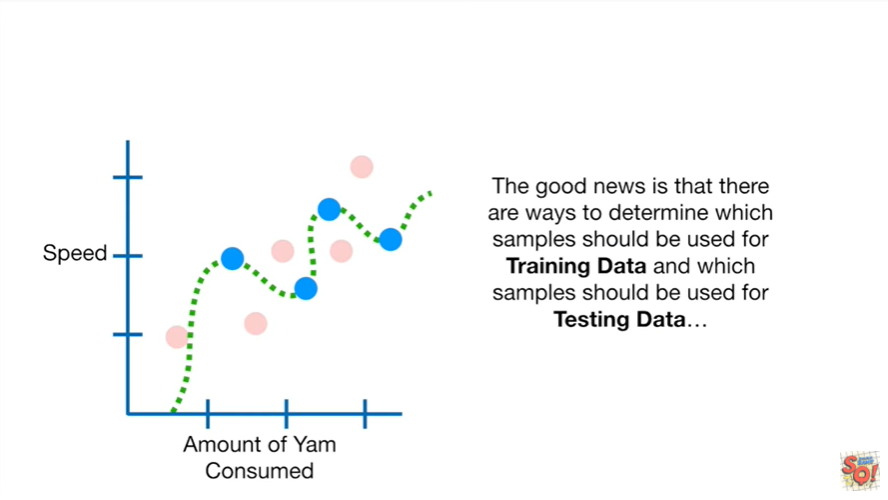 The good news is that there
are ways to determine which
samples should be used for
Training Data and which
samples should be used for
Testing Data...
Speed
Amount of Yam
Consumed